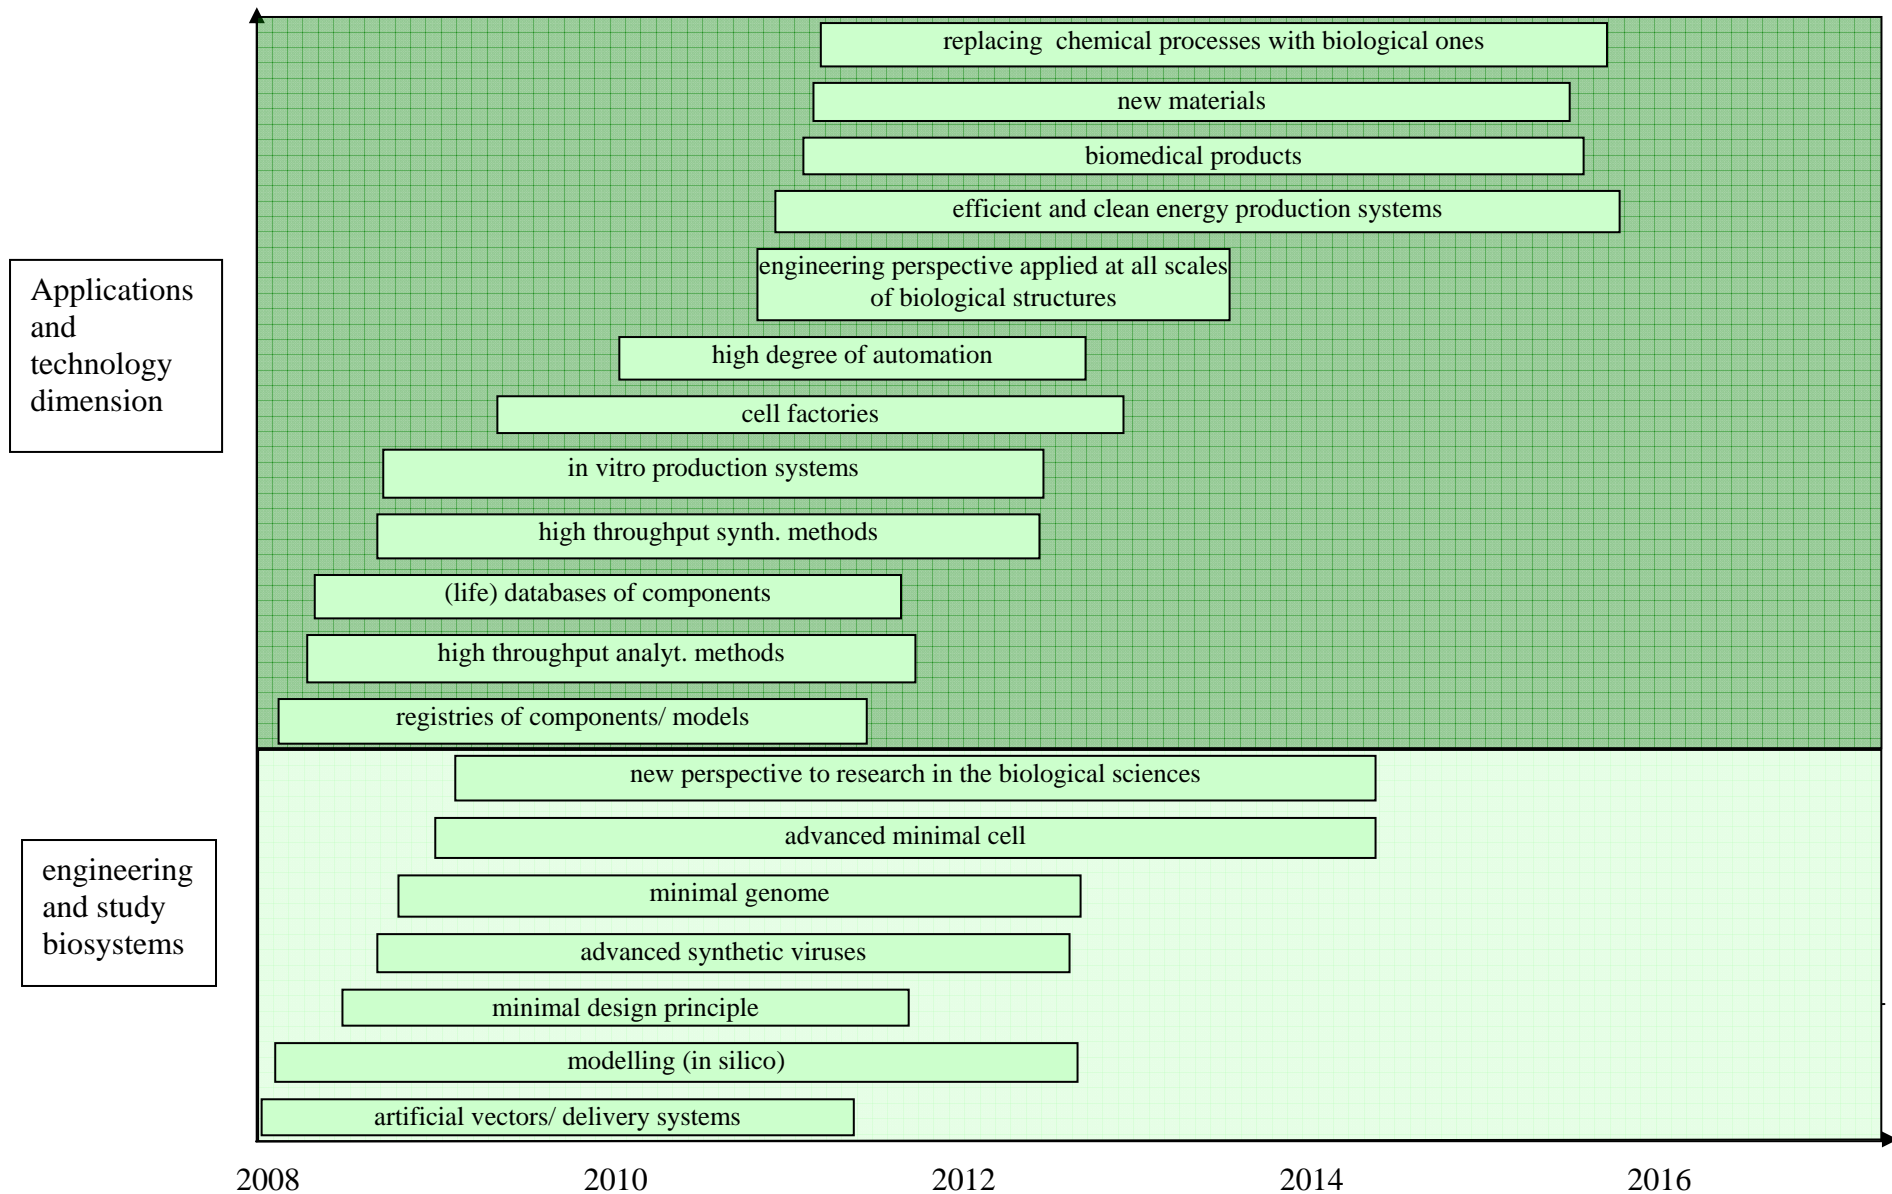 replacing  chemical processes with biological ones
new materials
biomedical products
efficient and clean energy production systems
engineering perspective applied at all scales
of biological structures
high degree of automation
cell factories
in vitro production systems
high throughput synth. methods
(life) databases of components
high throughput analyt. methods
registries of components/ models
Applications
and
technology
dimension
new perspective to research in the biological sciences
advanced minimal cell
minimal genome
advanced synthetic viruses
minimal design principle
modelling (in silico)
artificial vectors/ delivery systems
engineering
and study
biosystems
2008
2010
2012
2014
2016